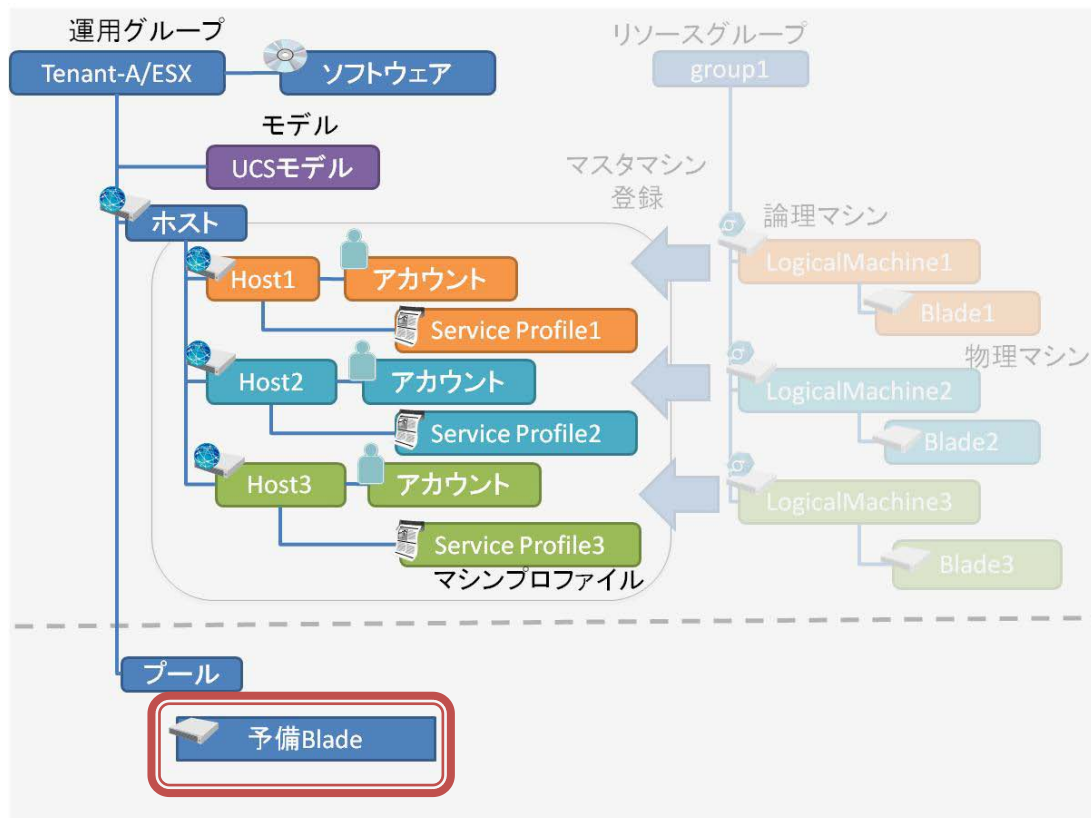 運用グループ
Tenant-A/ESX
ソフトウェア
モデル
UCSモデル
ホスト
Host1
アカウント
Service Profile1
Host2
アカウント
Service Profile2
Host3
アカウント
Service Profile3
マシンプロファイル
リソースグループ
group1
マスタマシン
登録
論理マシン
LogicalMachine1
Blade1
物理マシン
LogicalMachine2
Blade2
LogicalMachine3
Blade3
プール
予備Blade